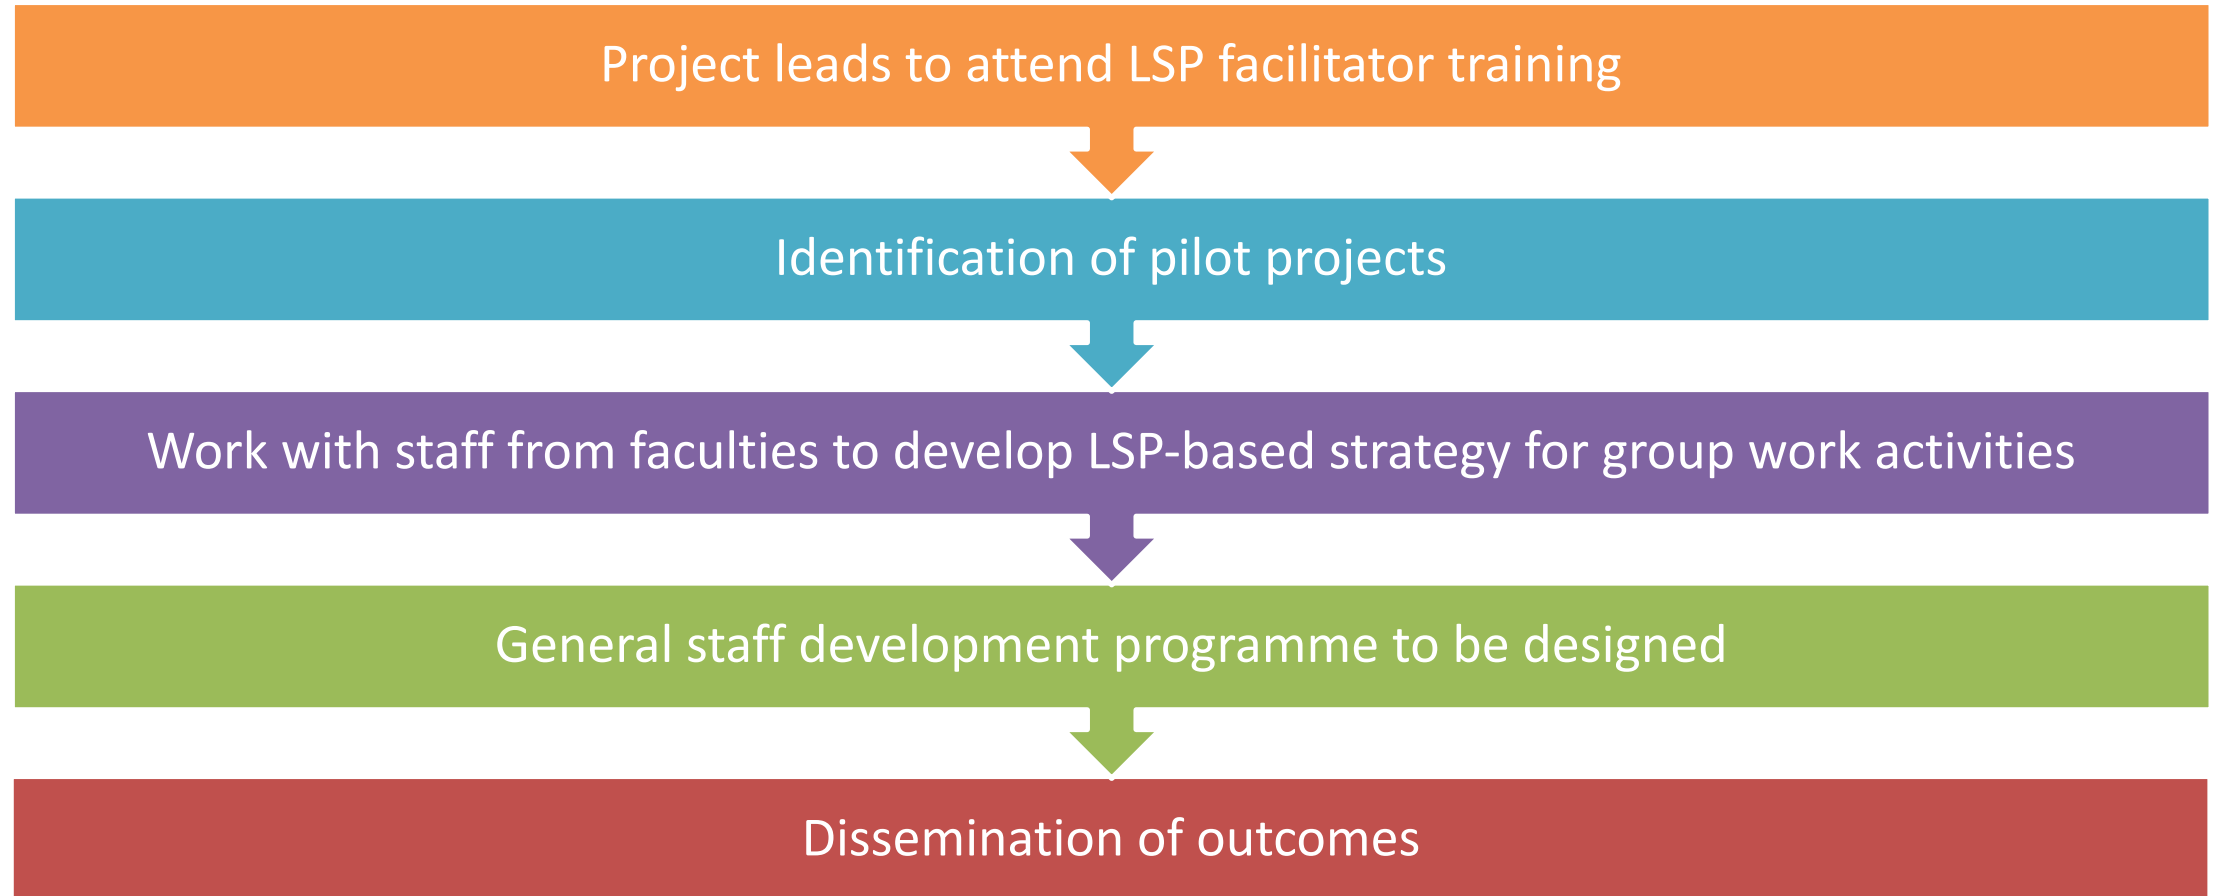 Project leads to attend LSP facilitator training
Identification of pilot projects
Work with staff from faculties to develop LSP-based strategy for group work activities
General staff development programme to be designed
Dissemination of outcomes